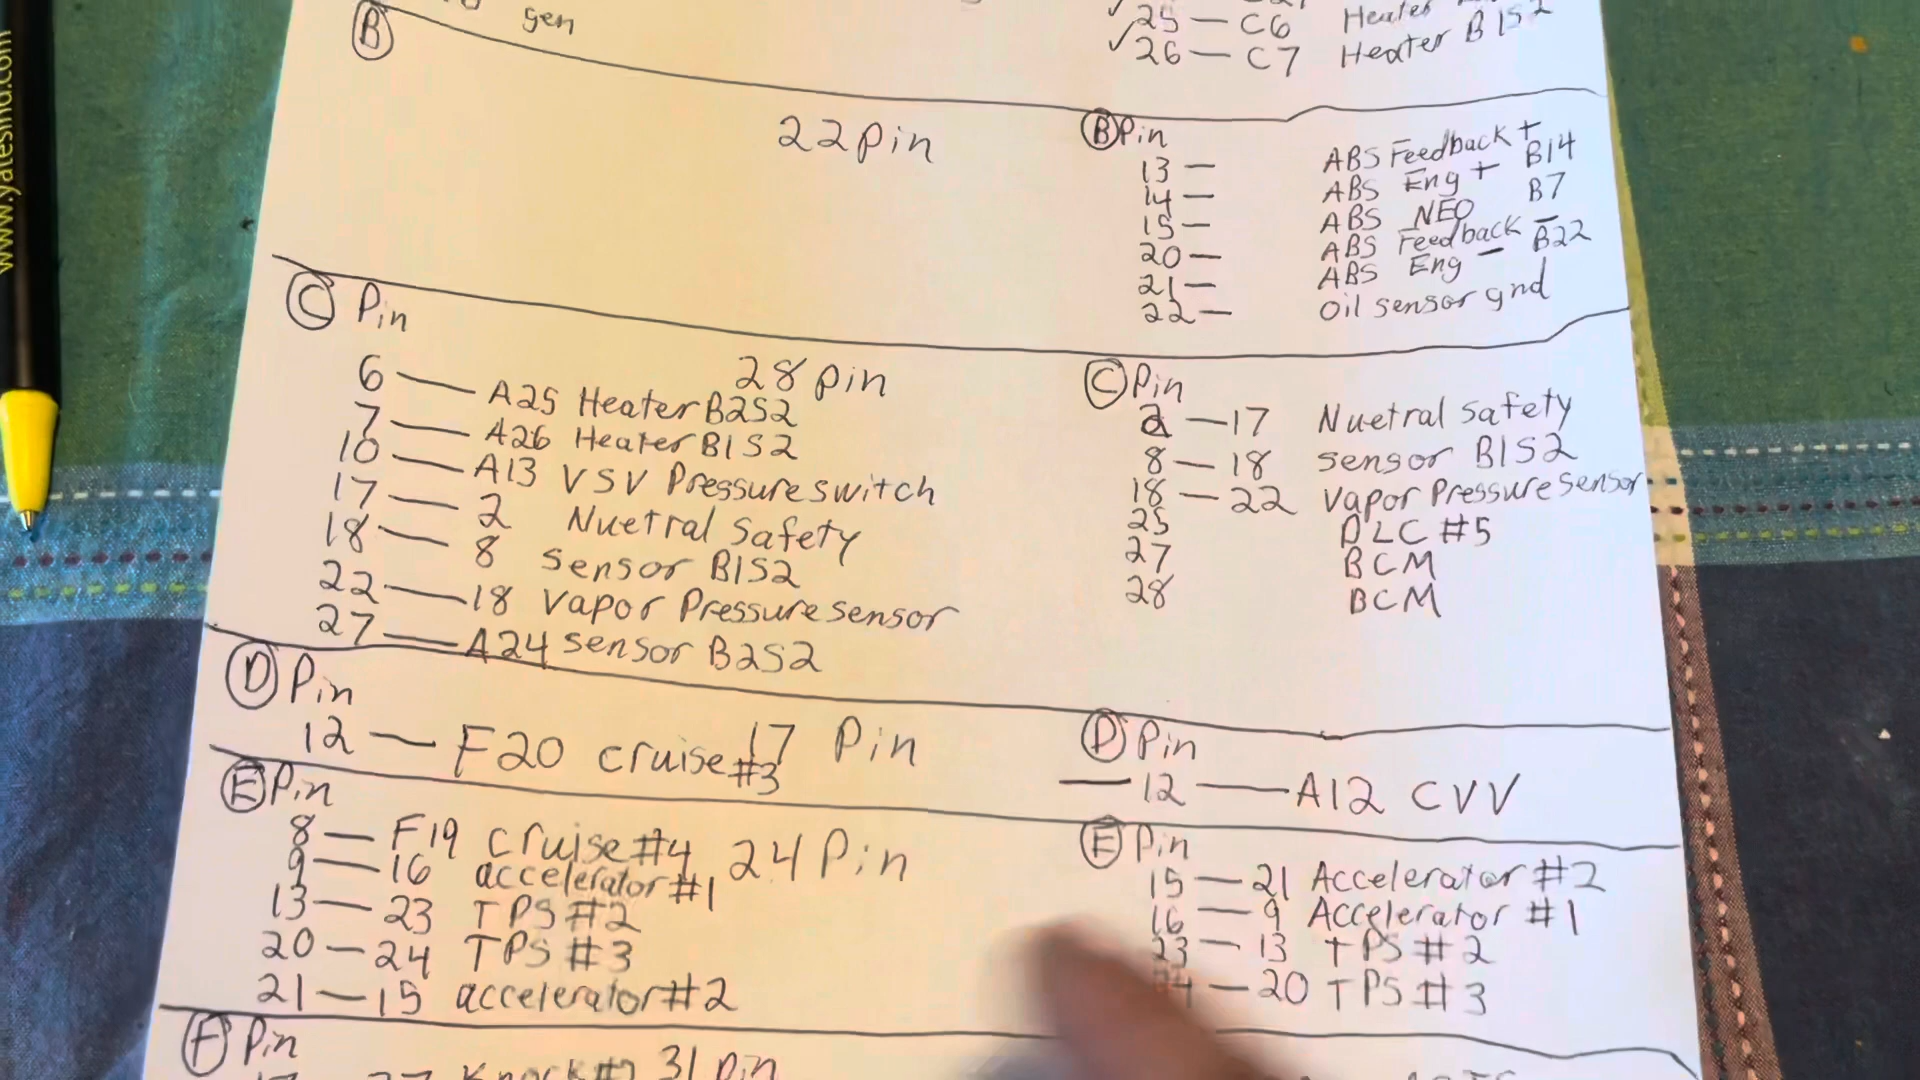 www.yatesind.com
gen
25 — C6 Heater
✓26 — C7 Heater B1S2
B
22 pin
B Pin
13 — ABS Feedback +
14 — ABS Eng + B14
15 — ABS NEO B7
20 — ABS Feedback -
21 — ABS Eng - B22
22 — Oil sensor gnd
C Pin
28 pin
6 — A25 Heater B2S2
7 — A26 Heater B1S2
10 — A13 VSV Pressure switch
17 — 2 Nuetral Safety
18 — 8 Sensor B1S2
22 — 18 Vapor Pressure sensor
27 — A24 sensor B2S2
C Pin
2 — 17 Nuetral Safety
8 — 18 sensor B1S2
18 — 22 Vapor Pressure Sensor
25 DLC #5
27 BCM
28 BCM
D Pin
12 — F20 cruise #3
17 Pin
D Pin
— 12 — A12 CVV
E Pin
8 — F19 cruise #4
9 — 16 accelerator #1
13 — 23 TPS #2
20 — 24 TPS #3
21 — 15 accelerator #2
24 Pin
E Pin
15 — 21 Accelerator #2
16 — 9 Accelerator #1
23 — 13 TPS #2
— 20 TPS #3
F Pin
31 pin